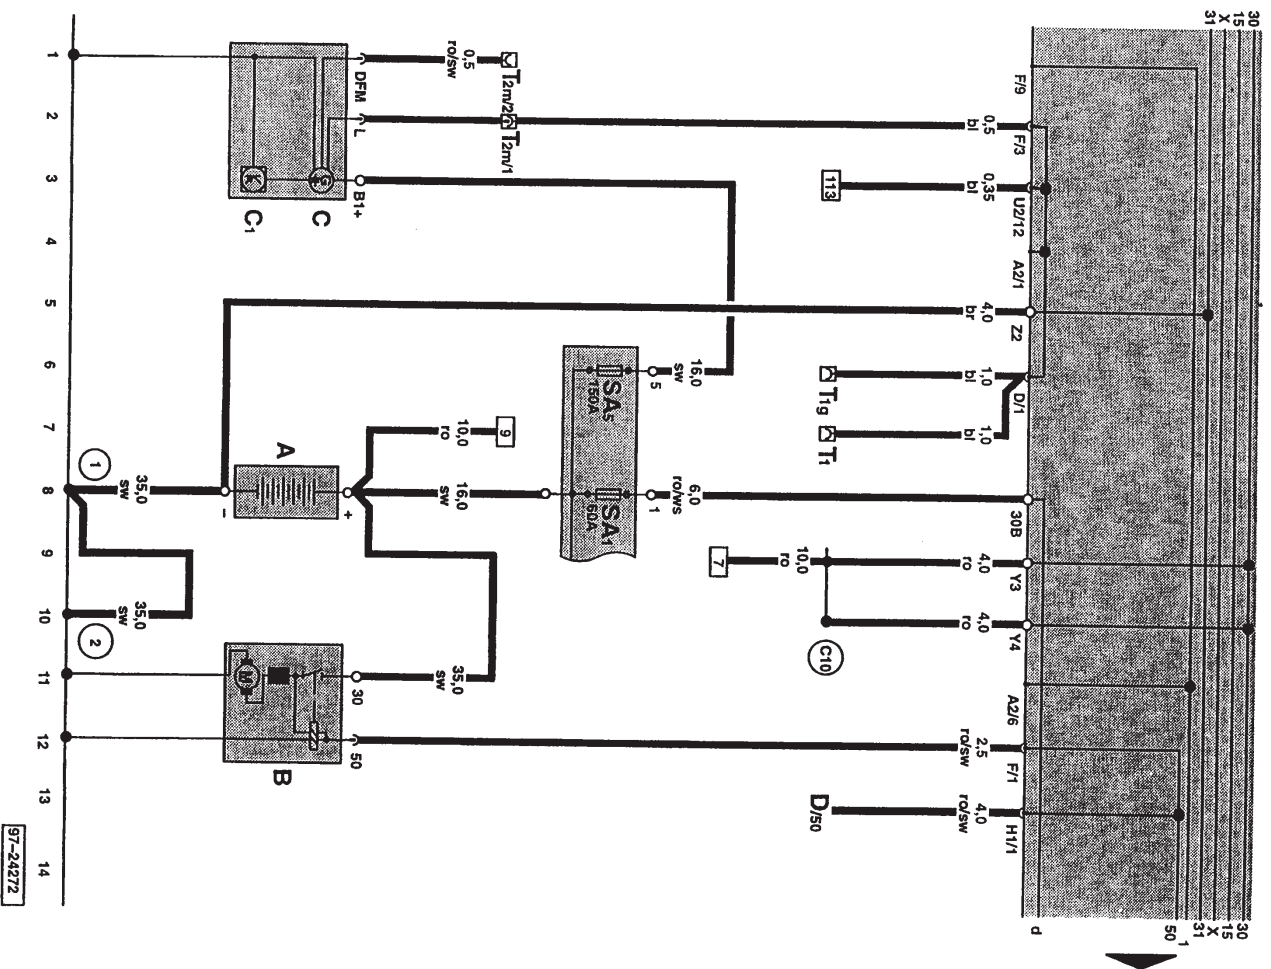 30 30
15 15
X X
31 31
1
50
F/9 F/3 U2/12 A2/1 Z2 D/1 30B Y3 Y4 A2/6 F/1 H1/1 d
0,5 bl
0,35 bl
4,0 br
1,0 bl
1,0 bl
4,0 ro
4,0 ro
2,5 ro/sw
4,0 ro/sw
113
T1g
T1
10,0 ro
C10
D/50
7
6,0 ro/ws
16,0 sw
5
1
SA5
150A
SA1
60A
T2m/2
T2m/1
9
0,5 ro/sw
10,0 ro
16,0 sw
35,0 sw
DFM
L
B1+
+
30
50
G
K
C
C1
A
M
B
-
35,0 sw
35,0 sw
1
2
1 2 3 4 5 6 7 8 9 10 11 12 13 14
97-24272